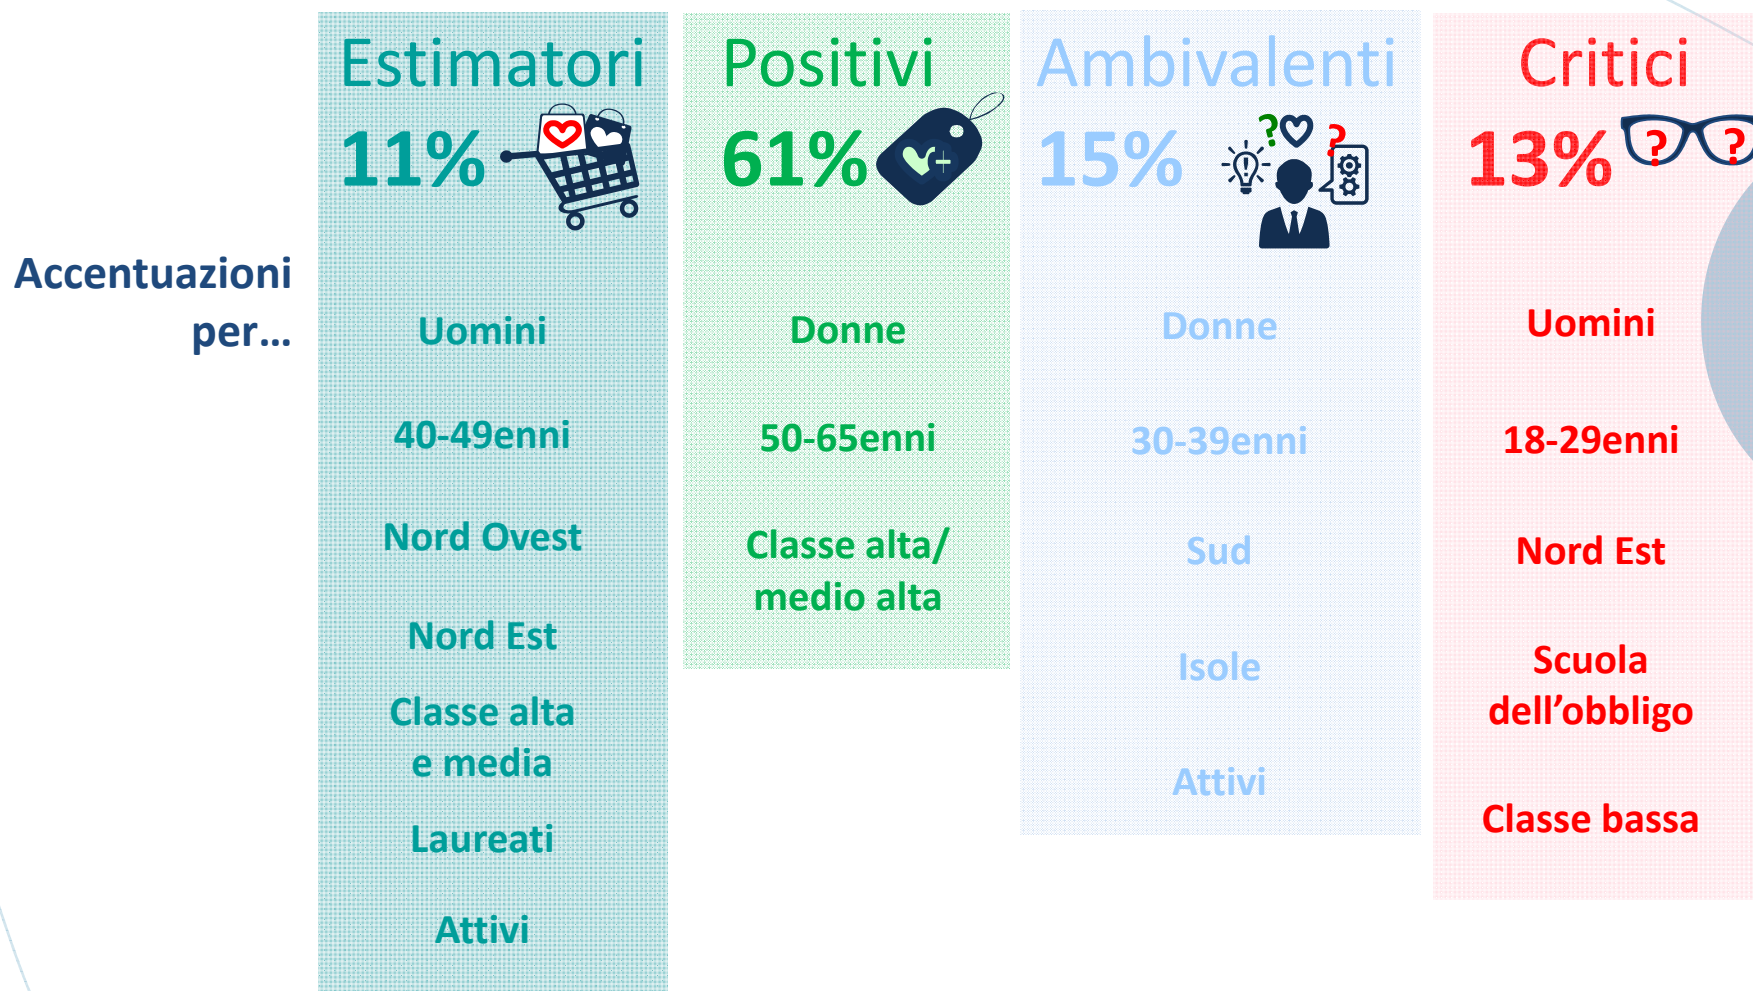 Accentuazioni
per...
Estimatori
11%
Uomini
40-49enni
Nord Ovest
Nord Est
Classe alta
e media
Laureati
Attivi
Positivi
61%
Donne
50-65enni
Classe alta/
medio alta
Ambivalenti
15%
? ?
Donne
30-39enni
Sud
Isole
Attivi
Critici
13%
? ?
Uomini
18-29enni
Nord Est
Scuola
dell’obbligo
Classe bassa